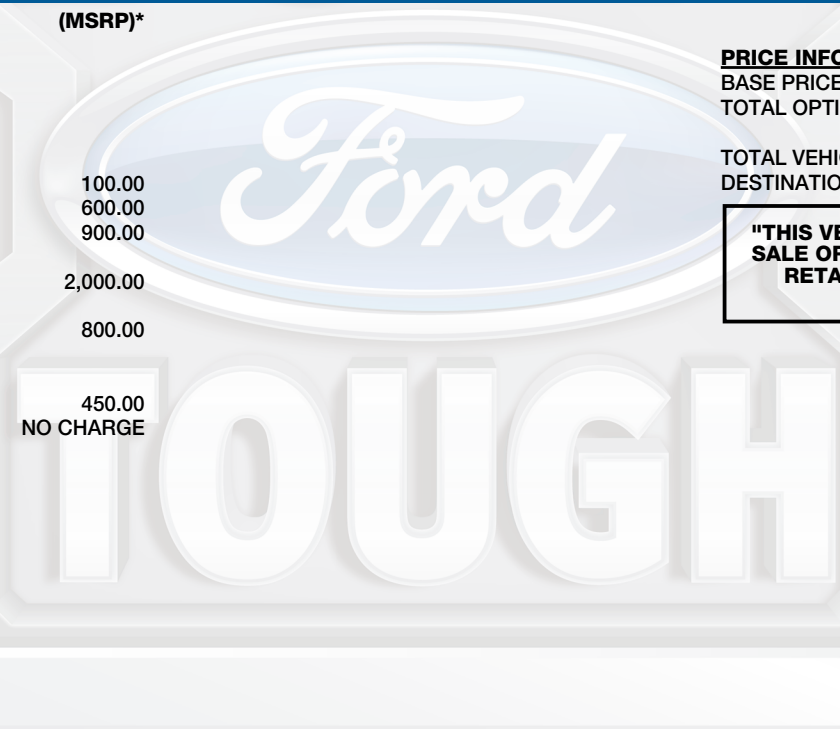 (MSRP)*
100.00
600.00
900.00
2,000.00
800.00
450.00
NO CHARGE
PRICE INFO
BASE PRICE
TOTAL OPTI
TOTAL VEHI
DESTINATIO
"THIS VE
SALE OR
RETA
Ford
TOUGH